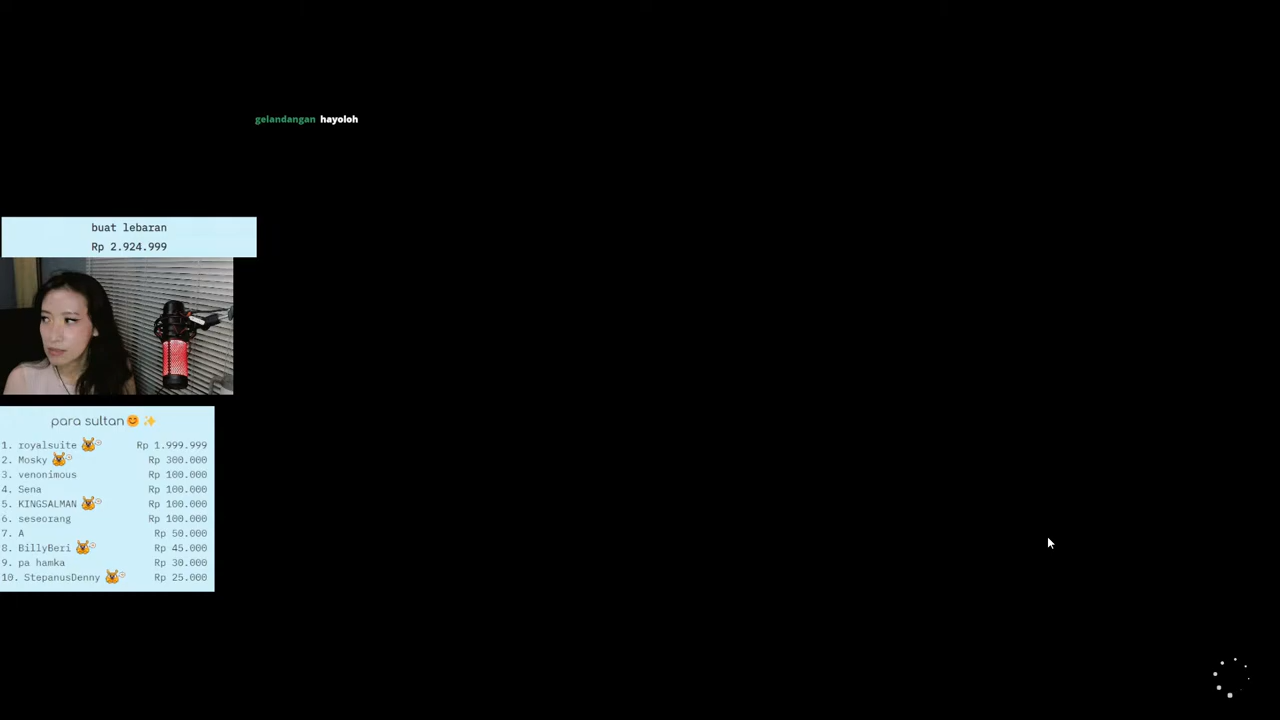 gelandangan hayoloh
buat lebaran
Rp 2.924.999
para sultan😊✨
1. royalsuite Rp 1.999.999
2. Mosky Rp 300.000
3. venonimous Rp 100.000
4. Sena Rp 100.000
5. KINGSALMAN Rp 100.000
6. seseorang Rp 100.000
7. A Rp 50.000
8. BillyBeri Rp 45.000
9. pa hamka Rp 30.000
10. StepanusDenny Rp 25.000